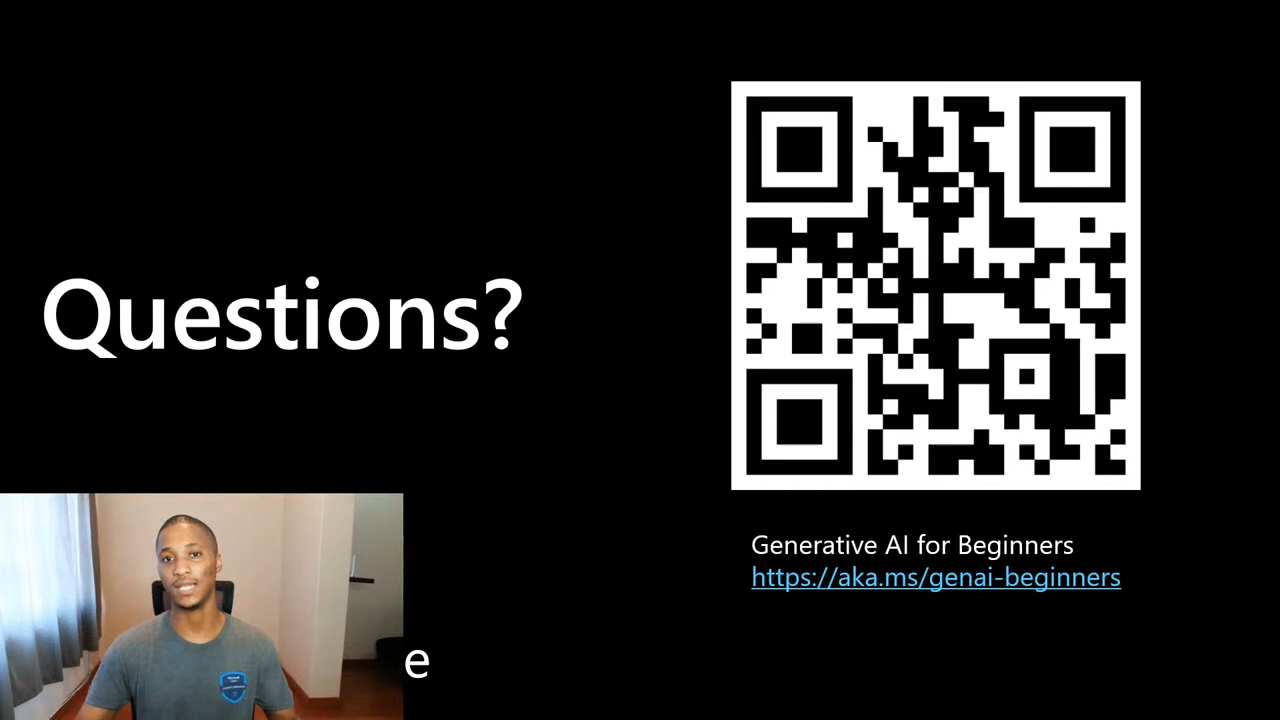 Questions?
Generative AI for Beginners
https://aka.ms/genai-beginners
e